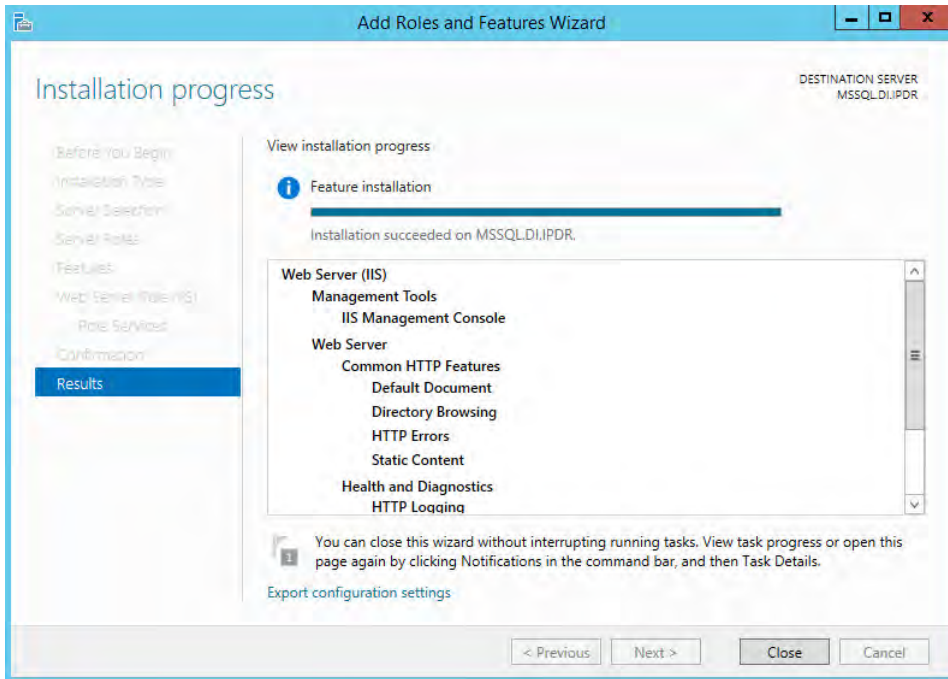 Add Roles and Features Wizard
Installation progress
DESTINATION SERVER
MSSQL.DI.IPDR
Before You Begin
Installation Type
Server Selection
Server Roles
Features
Web Server Role (IIS)
Role Services
Confirmation
Results
View installation progress
Feature installation
Installation succeeded on MSSQL.DI.IPDR.
Web Server (IIS)
Management Tools
IIS Management Console
Web Server
Common HTTP Features
Default Document
Directory Browsing
HTTP Errors
Static Content
Health and Diagnostics
HTTP Logging
1
You can close this wizard without interrupting running tasks. View task progress or open this
page again by clicking Notifications in the command bar, and then Task Details.
Export configuration settings
< Previous
Next >
Close
Cancel